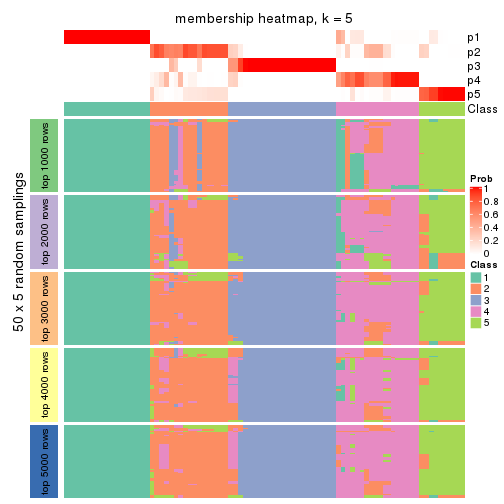 membership heatmap, k = 5
p1
p2
p3
p4
p5
Class
50 x 5 random samplings
top 1000 rows
top 2000 rows
top 3000 rows
top 4000 rows
top 5000 rows
Prob
1
0.8
0.6
0.4
0.2
0
Class
1
2
3
4
5